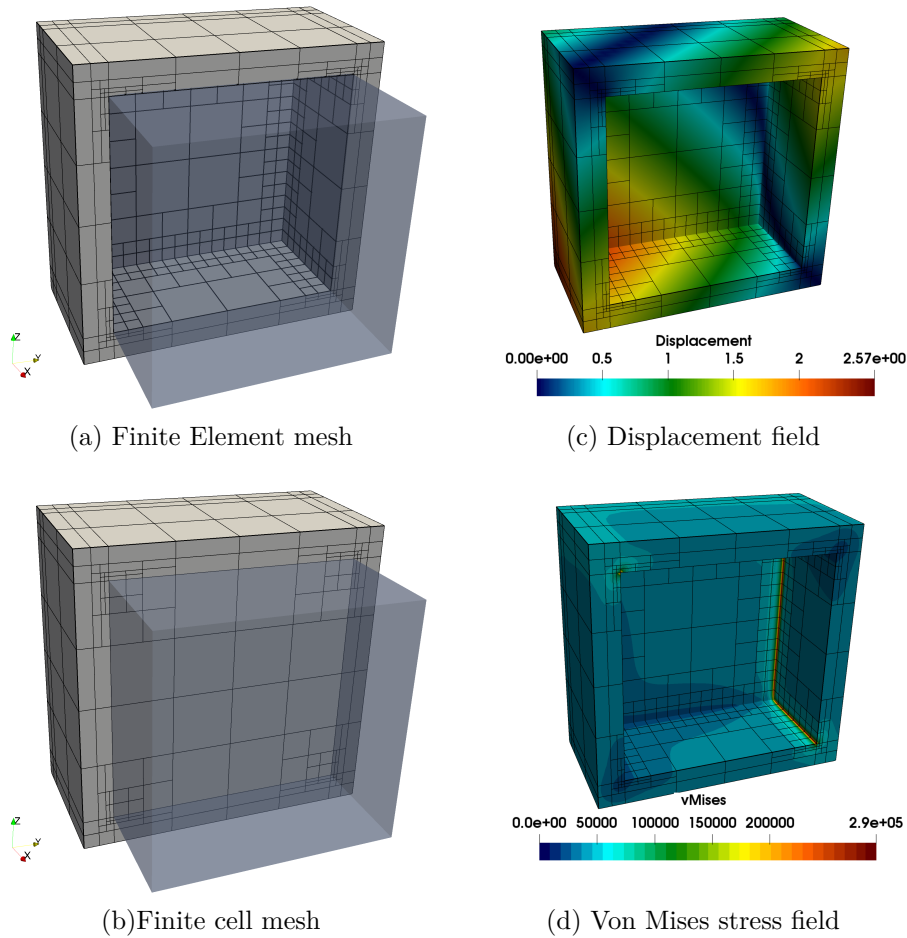 Z
Y
X
(a) Finite Element mesh
Displacement
0.00e+00 0.5 1 1.5 2 2.57e+00
(c) Displacement field
Z
Y
X
(b)Finite cell mesh
vMises
0.0e+00 50000 100000 150000 200000 2.9e+05
(d) Von Mises stress field